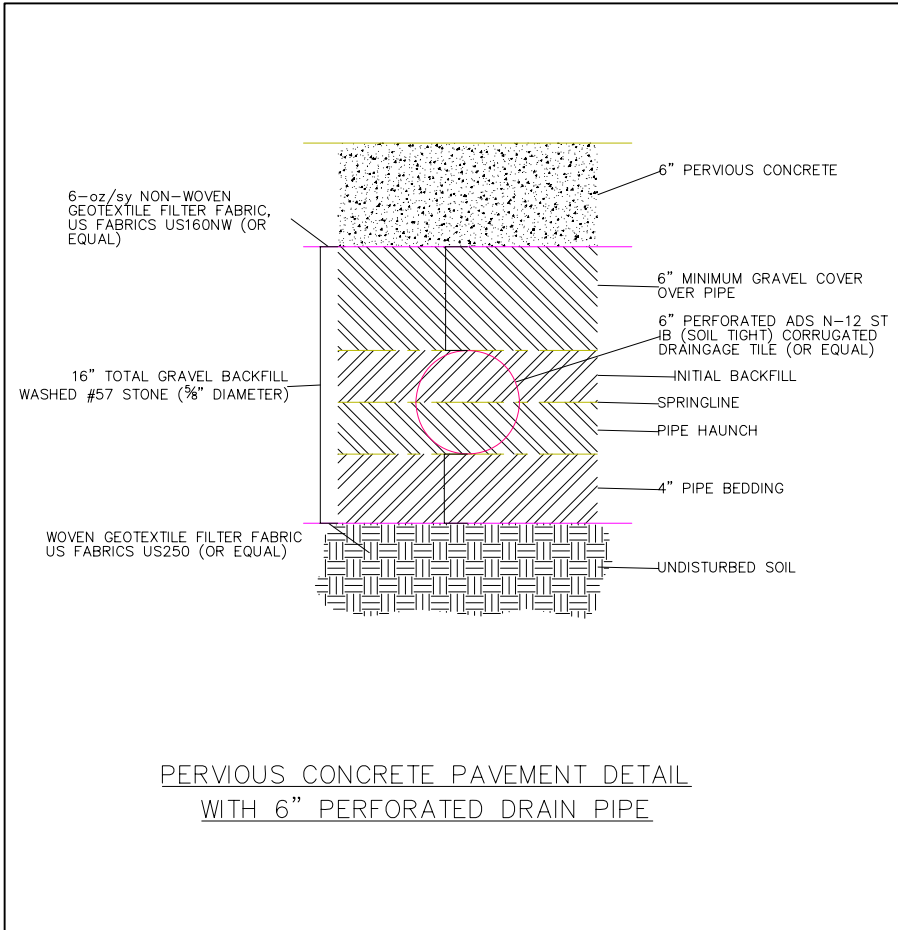 6" PERVIOUS CONCRETE
6-oz/sy NON-WOVEN
GEOTEXTILE FILTER FABRIC,
US FABRICS US160NW (OR
EQUAL)
6" MINIMUM GRAVEL COVER
OVER PIPE
6" PERFORATED ADS N-12 ST
IB (SOIL TIGHT) CORRUGATED
DRAINGAGE TILE (OR EQUAL)
16" TOTAL GRAVEL BACKFILL
WASHED #57 STONE (⅝" DIAMETER)
INITIAL BACKFILL
SPRINGLINE
PIPE HAUNCH
4" PIPE BEDDING
WOVEN GEOTEXTILE FILTER FABRIC
US FABRICS US250 (OR EQUAL)
UNDISTURBED SOIL
PERVIOUS CONCRETE PAVEMENT DETAIL
WITH 6" PERFORATED DRAIN PIPE